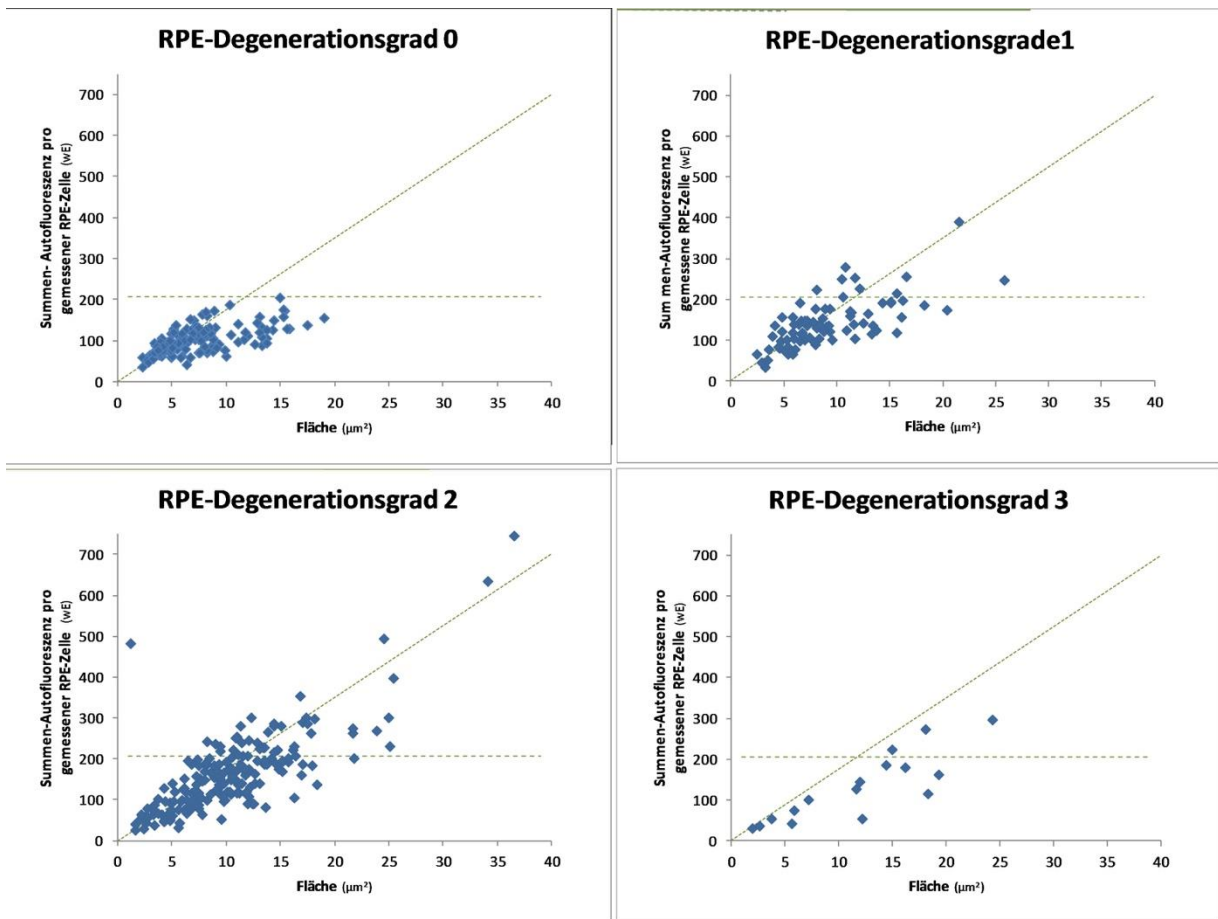 RPE-Degenerationsgrad 0
Summen- Autofluoreszenz pro
gemessener RPE-Zelle (wE)
700
600
500
400
300
200
100
0
0 5 10 15 20 25 30 35 40
Fläche (µm²)
RPE-Degenerationsgrade1
Sum men-Autofluoreszenz pro
gemessene RPE-Zelle (wE)
700
600
500
400
300
200
100
0
0 5 10 15 20 25 30 35 40
Fläche (µm²)
RPE-Degenerationsgrad 2
Summen-Autofluoreszenz pro
gemessener RPE-Zelle (wE)
700
600
500
400
300
200
100
0
0 5 10 15 20 25 30 35 40
Fläche (µm²)
RPE-Degenerationsgrad 3
Summen-Autofluoreszenz pro
gemessener RPE-Zelle (wE)
700
600
500
400
300
200
100
0
0 5 10 15 20 25 30 35 40
Fläche (µm²)